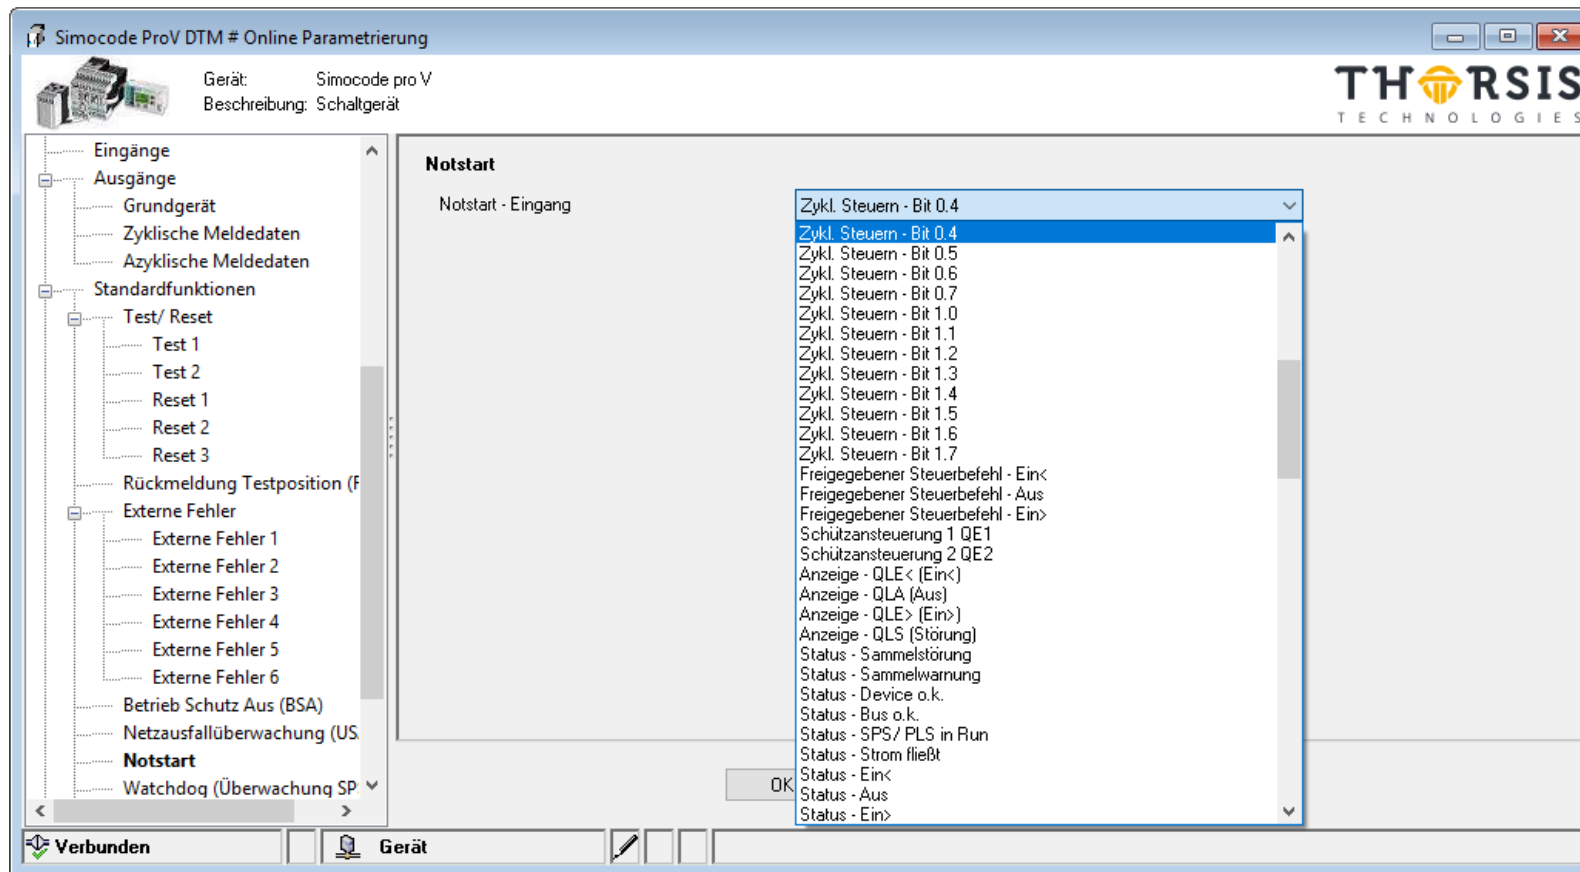 Simocode ProV DTM # Online Parametrierung
Gerät: Simocode pro V
Beschreibung: Schaltgerät
THORSIS
TECHNOLOGIES
Eingänge
Ausgänge
Grundgerät
Zyklische Meldedaten
Azyklische Meldedaten
Standardfunktionen
Test/ Reset
Test 1
Test 2
Reset 1
Reset 2
Reset 3
Rückmeldung Testposition (F
Externe Fehler
Externe Fehler 1
Externe Fehler 2
Externe Fehler 3
Externe Fehler 4
Externe Fehler 5
Externe Fehler 6
Betrieb Schutz Aus (BSA)
Netzausfallüberwachung (US
Notstart
Watchdog (Überwachung SP
Notstart
Notstart - Eingang
Zykl. Steuern - Bit 0.4
Zykl. Steuern - Bit 0.4
Zykl. Steuern - Bit 0.5
Zykl. Steuern - Bit 0.6
Zykl. Steuern - Bit 0.7
Zykl. Steuern - Bit 1.0
Zykl. Steuern - Bit 1.1
Zykl. Steuern - Bit 1.2
Zykl. Steuern - Bit 1.3
Zykl. Steuern - Bit 1.4
Zykl. Steuern - Bit 1.5
Zykl. Steuern - Bit 1.6
Zykl. Steuern - Bit 1.7
Freigegebener Steuerbefehl - Ein<
Freigegebener Steuerbefehl - Aus
Freigegebener Steuerbefehl - Ein>
Schützansteuerung 1 QE1
Schützansteuerung 2 QE2
Anzeige - QLE< (Ein<)
Anzeige - QLA (Aus)
Anzeige - QLE> (Ein>)
Anzeige - QLS (Störung)
Status - Sammelstörung
Status - Sammelwarnung
Status - Device o.k.
Status - Bus o.k.
Status - SPS/ PLS in Run
Status - Strom fließt
Status - Ein<
Status - Aus
Status - Ein>
OK
Verbunden
Gerät